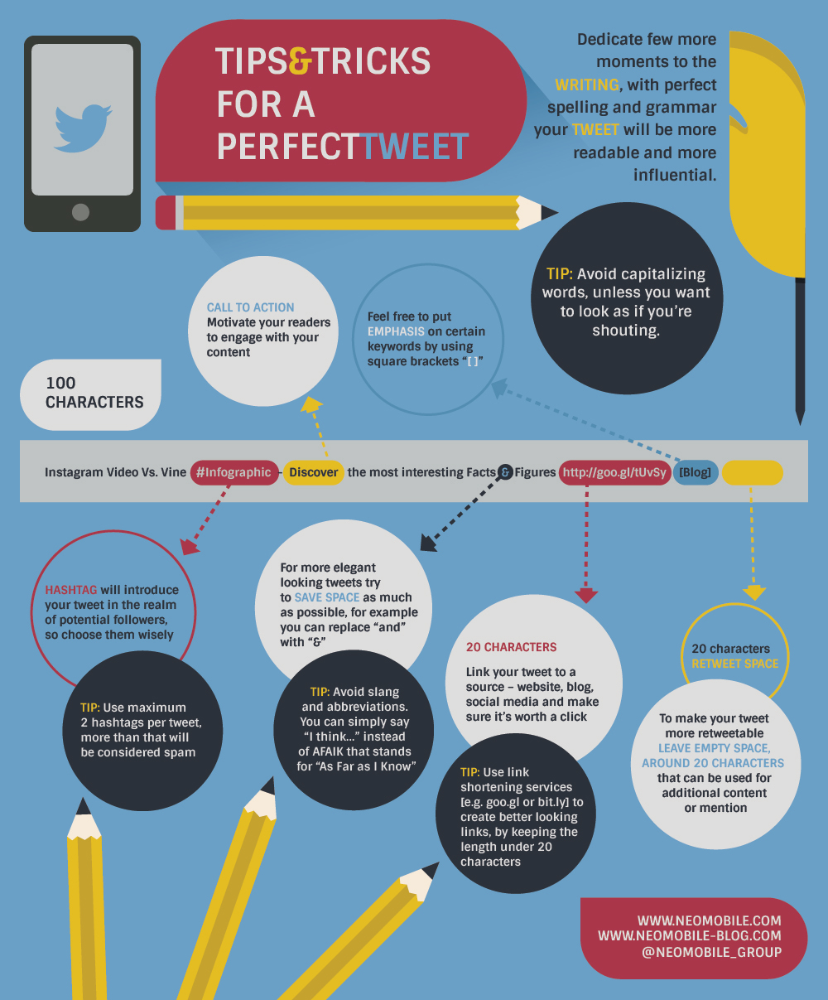 TIPS&TRICKS
FOR A
PERFECTTWEET
Dedicate few more
moments to the
WRITING, with perfect
spelling and grammar
your TWEET will be more
readable and more
influential.
TIP: Avoid capitalizing
words, unless you want
to look as if you're
shouting.
CALL TO ACTION
Motivate your readers
to engage with your
content
Feel free to put
EMPHASIS on certain
keywords by using
square brackets “[ ]”
100
CHARACTERS
Instagram Video Vs. Vine #Infographic - Discover the most interesting Facts & Figures http://goo.gl/tUvSy [Blog]
HASHTAG will introduce
your tweet in the realm
of potential followers,
so choose them wisely
TIP: Use maximum
2 hashtags per tweet,
more than that will
be considered spam
For more elegant
looking tweets try
to SAVE SPACE as much
as possible, for example
you can replace “and”
with “&”
TIP: Avoid slang
and abbreviations.
You can simply say
“I think...” instead
of AFAIK that stands
for “As Far as I Know”
20 CHARACTERS
Link your tweet to a
source – website, blog,
social media and make
sure it's worth a click
TIP: Use link
shortening services
[e.g. goo.gl or bit.ly] to
create better looking
links, by keeping the
length under 20
characters
20 characters
RETWEET SPACE
To make your tweet
more retweetable
LEAVE EMPTY SPACE,
AROUND 20 CHARACTERS
that can be used for
additional content
or mention
WWW.NEOMOBILE.COM
WWW.NEOMOBILE-BLOG.COM
@NEOMOBILE_GROUP